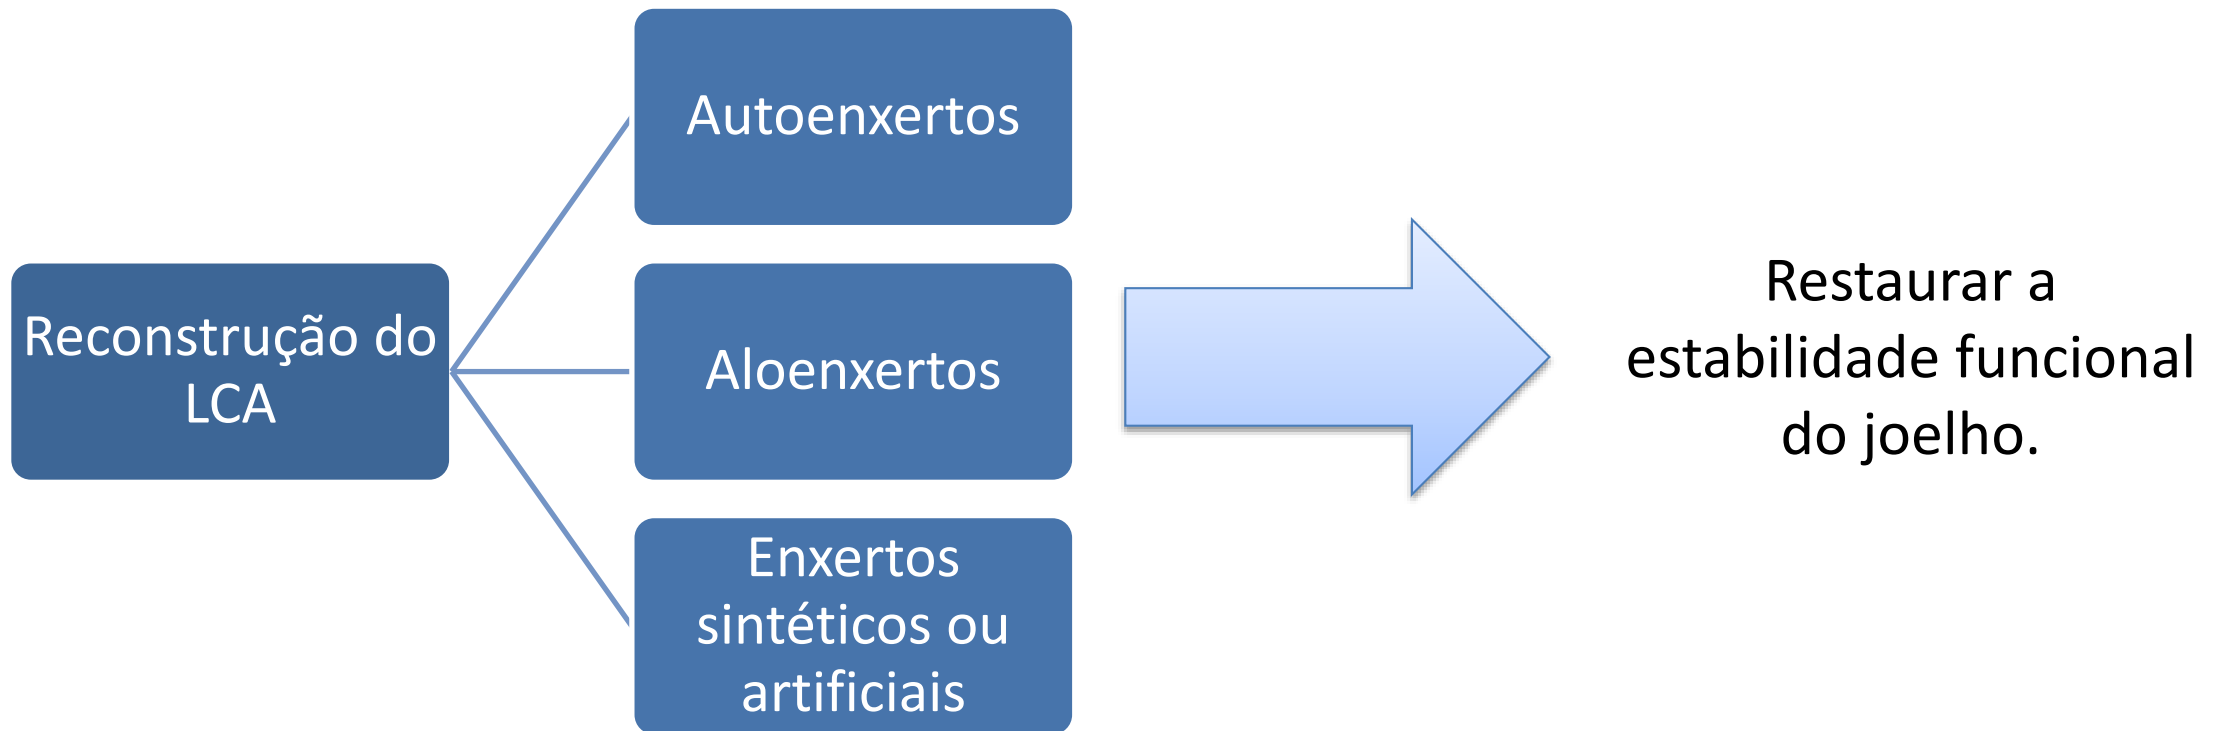 Reconstrução do
LCA
Autoenxertos
Aloenxertos
Enxertos
sintéticos ou
artificiais
Restaurar a
estabilidade funcional
do joelho.